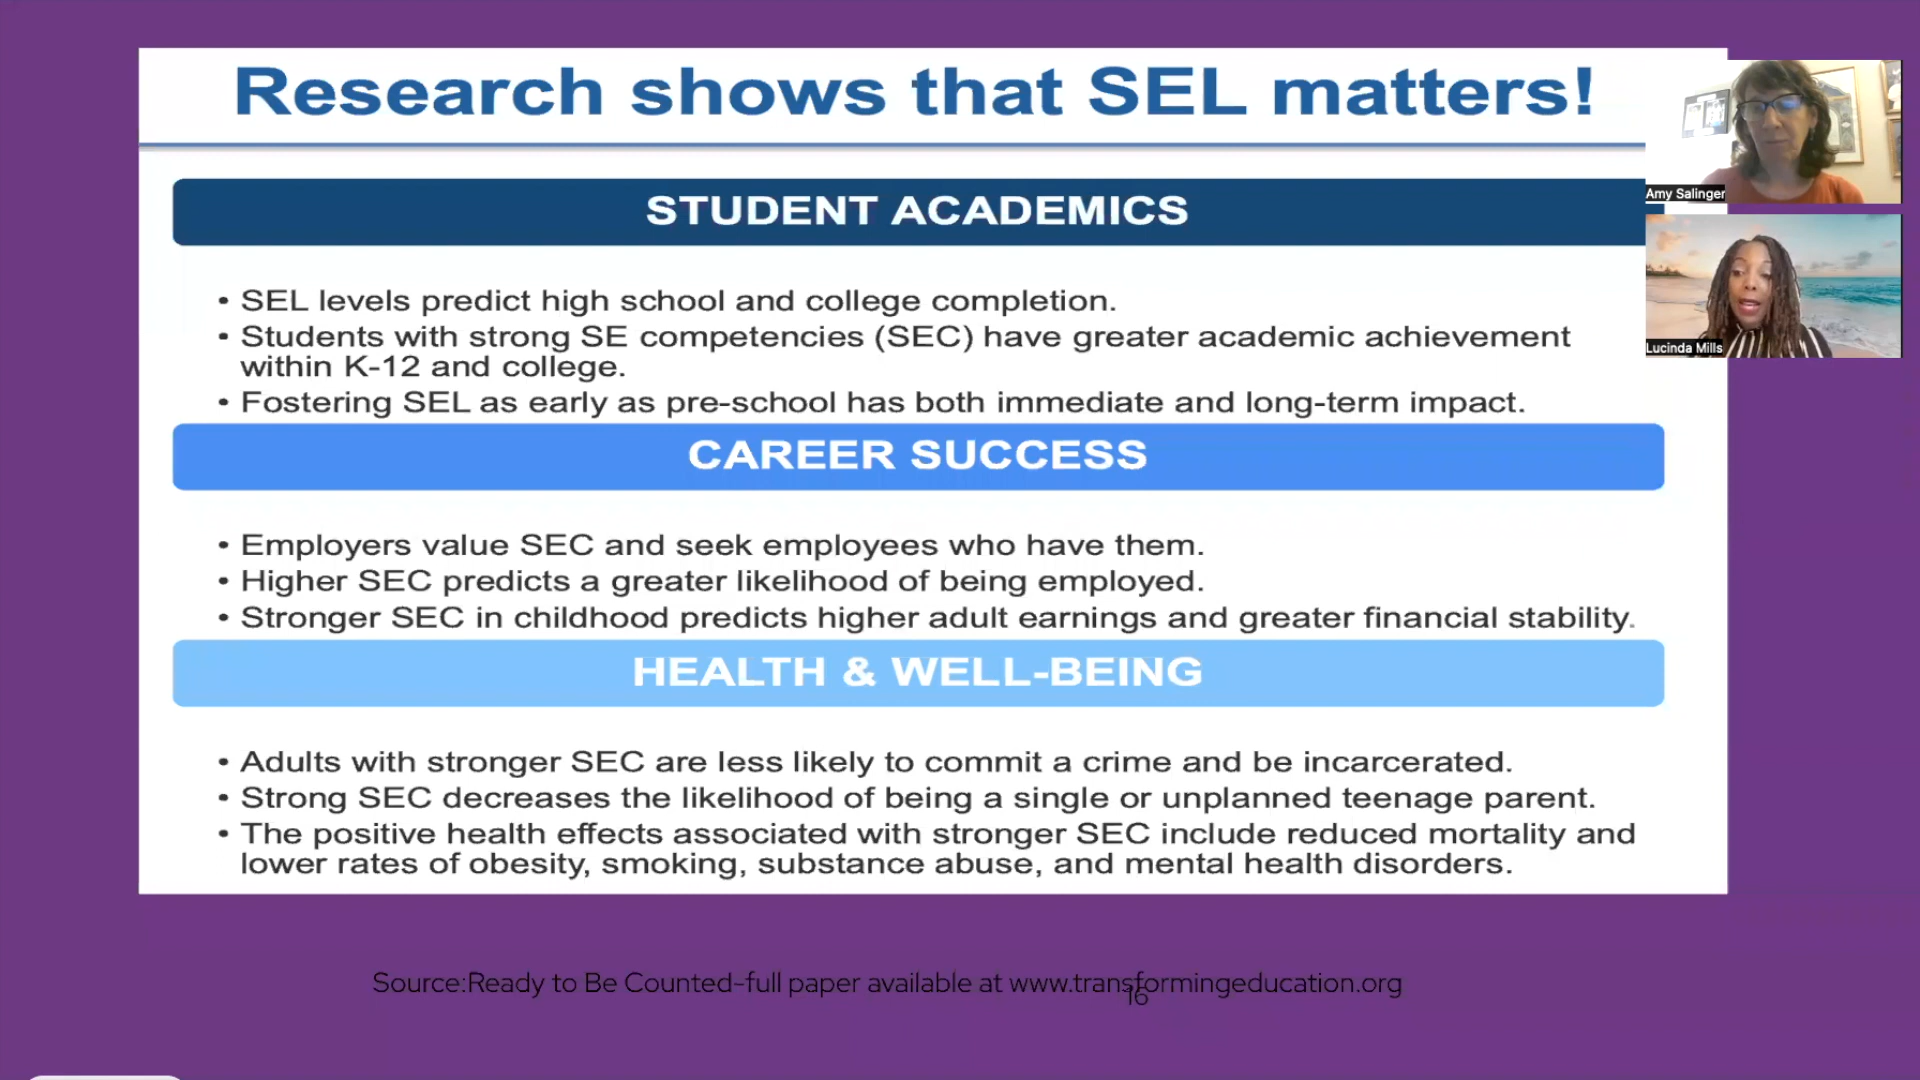 Research shows that SEL matters!
STUDENT ACADEMICS
• SEL levels predict high school and college completion.
• Students with strong SE competencies (SEC) have greater academic achievement
within K-12 and college.
• Fostering SEL as early as pre-school has both immediate and long-term impact.
CAREER SUCCESS
• Employers value SEC and seek employees who have them.
• Higher SEC predicts a greater likelihood of being employed.
• Stronger SEC in childhood predicts higher adult earnings and greater financial stability.
HEALTH & WELL-BEING
• Adults with stronger SEC are less likely to commit a crime and be incarcerated.
• Strong SEC decreases the likelihood of being a single or unplanned teenage parent.
• The positive health effects associated with stronger SEC include reduced mortality and
lower rates of obesity, smoking, substance abuse, and mental health disorders.
Source:Ready to Be Counted-full paper available at www.transformingeducation.org
16
Amy Salinger
Lucinda Mills